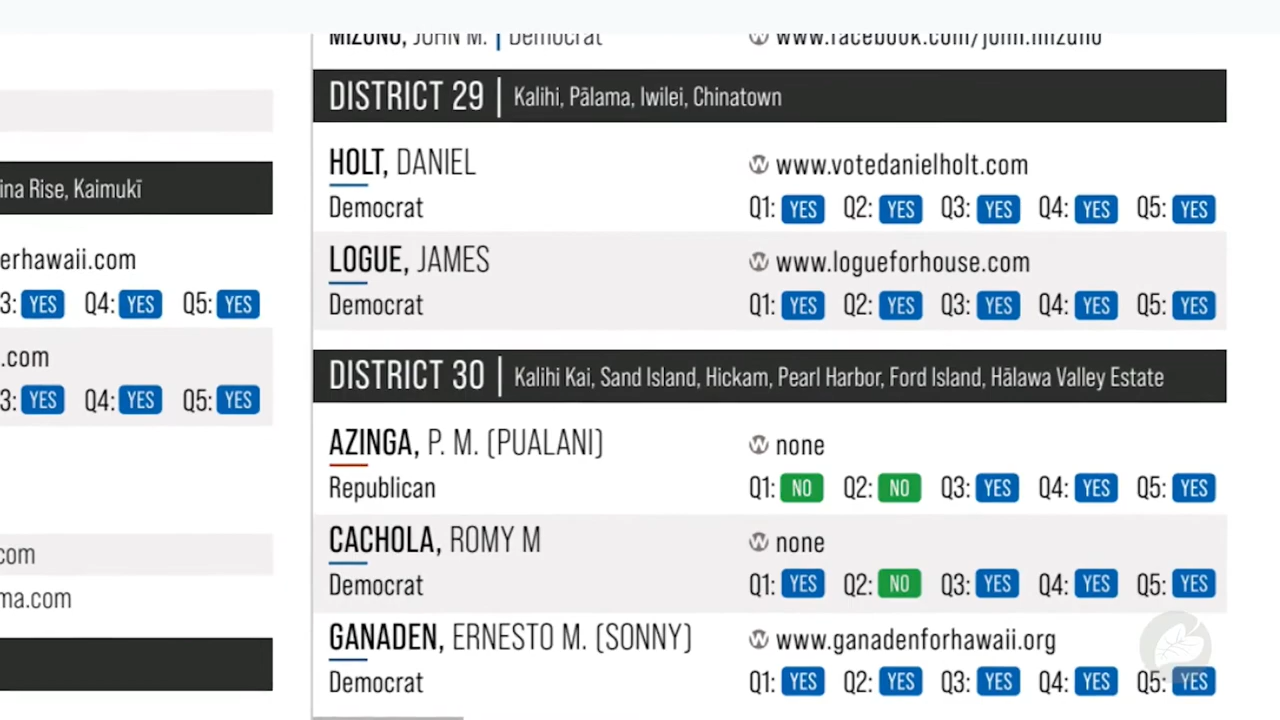 MIZUNO, JOHN M. | Democrat www.facebook.com/john.mizuno
DISTRICT 29 | Kalihi, Pālama, Iwilei, Chinatown
HOLT, DANIEL www.votedanielholt.com
Democrat Q1: YES Q2: YES Q3: YES Q4: YES Q5: YES
LOGUE, JAMES www.logueforhouse.com
Democrat Q1: YES Q2: YES Q3: YES Q4: YES Q5: YES
DISTRICT 30 | Kalihi Kai, Sand Island, Hickam, Pearl Harbor, Ford Island, Hālawa Valley Estate
AZINGA, P. M. (PUALANI) none
Republican Q1: NO Q2: NO Q3: YES Q4: YES Q5: YES
CACHOLA, ROMY M none
Democrat Q1: YES Q2: NO Q3: YES Q4: YES Q5: YES
GANADEN, ERNESTO M. (SONNY) www.ganadenforhawaii.org
Democrat Q1: YES Q2: YES Q3: YES Q4: YES Q5: YES
ina Rise, Kaimukī
erhawaii.com
3: YES Q4: YES Q5: YES
.com
3: YES Q4: YES Q5: YES
com
ma.com